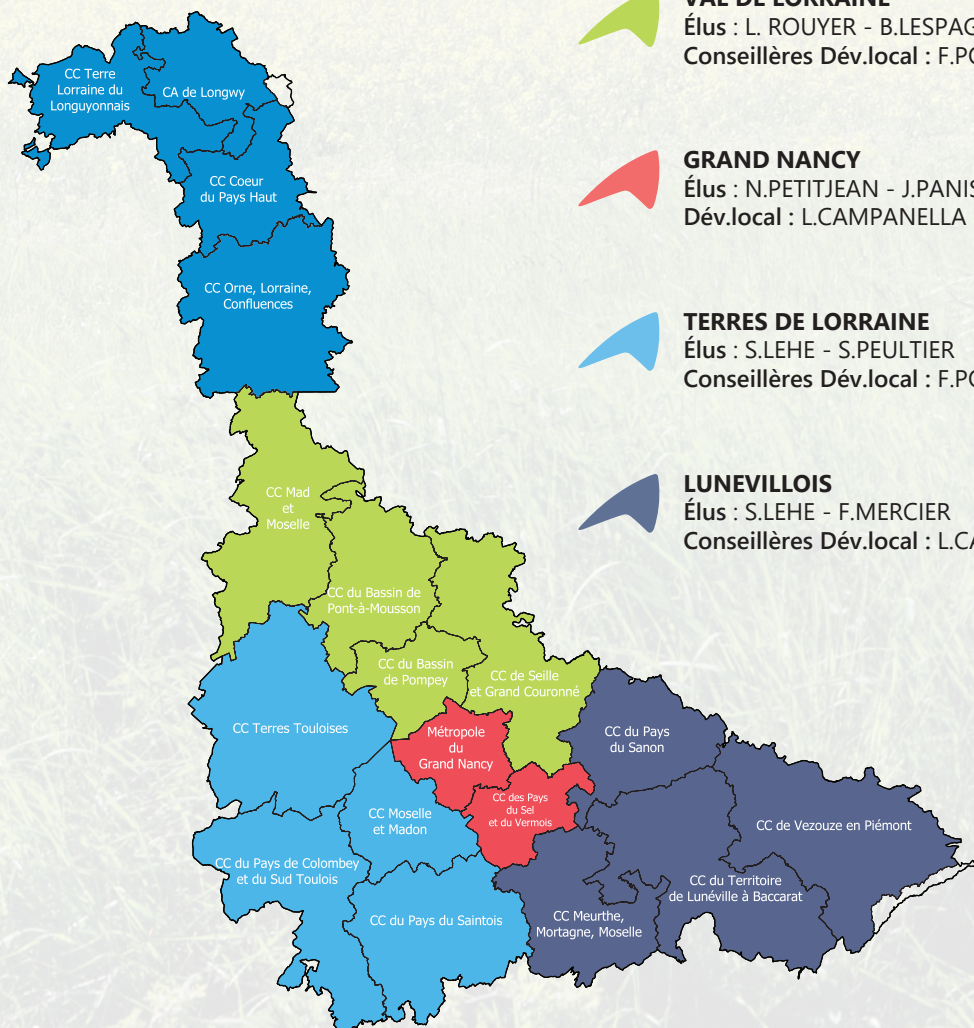 VAL DE LORRAINE
Élus : L. ROUYER -
Conseillères Dév.local :
GRAND NANCY
Élus : N.PETITJEAN -
Dév.local : L.CAMPANELLA
TERRES DE LORRAINE
Élus : S.LEHE - S.PEULTIER
Conseillères Dév.local :
LUNEVILLOIS
Élus : S.LEHE - F.MERCIER
Conseillères Dév.local :
CC Terre
Lorraine du
Longuyonnais
CA de Longwy
CC Coeur
du Pays Haut
CC Orne, Lorraine,
Confluences
CC Mad
et
Moselle
CC du Bassin de
Pont-à-Mousson
CC du Bassin
de Pompey
CC de Seille
et Grand Couronné
CC Terres Touloises
Métropole
du
Grand Nancy
CC du Pays
du Sanon
CC des Pays
du Sel
et du Vermois
CC Moselle
et Madon
CC de Vezouze en Piémont
CC du Pays de Colombey
et du Sud Toulois
CC du Territoire
de Lunéville à Baccarat
CC du Pays du Saintois
CC Meurthe,
Mortagne, Moselle